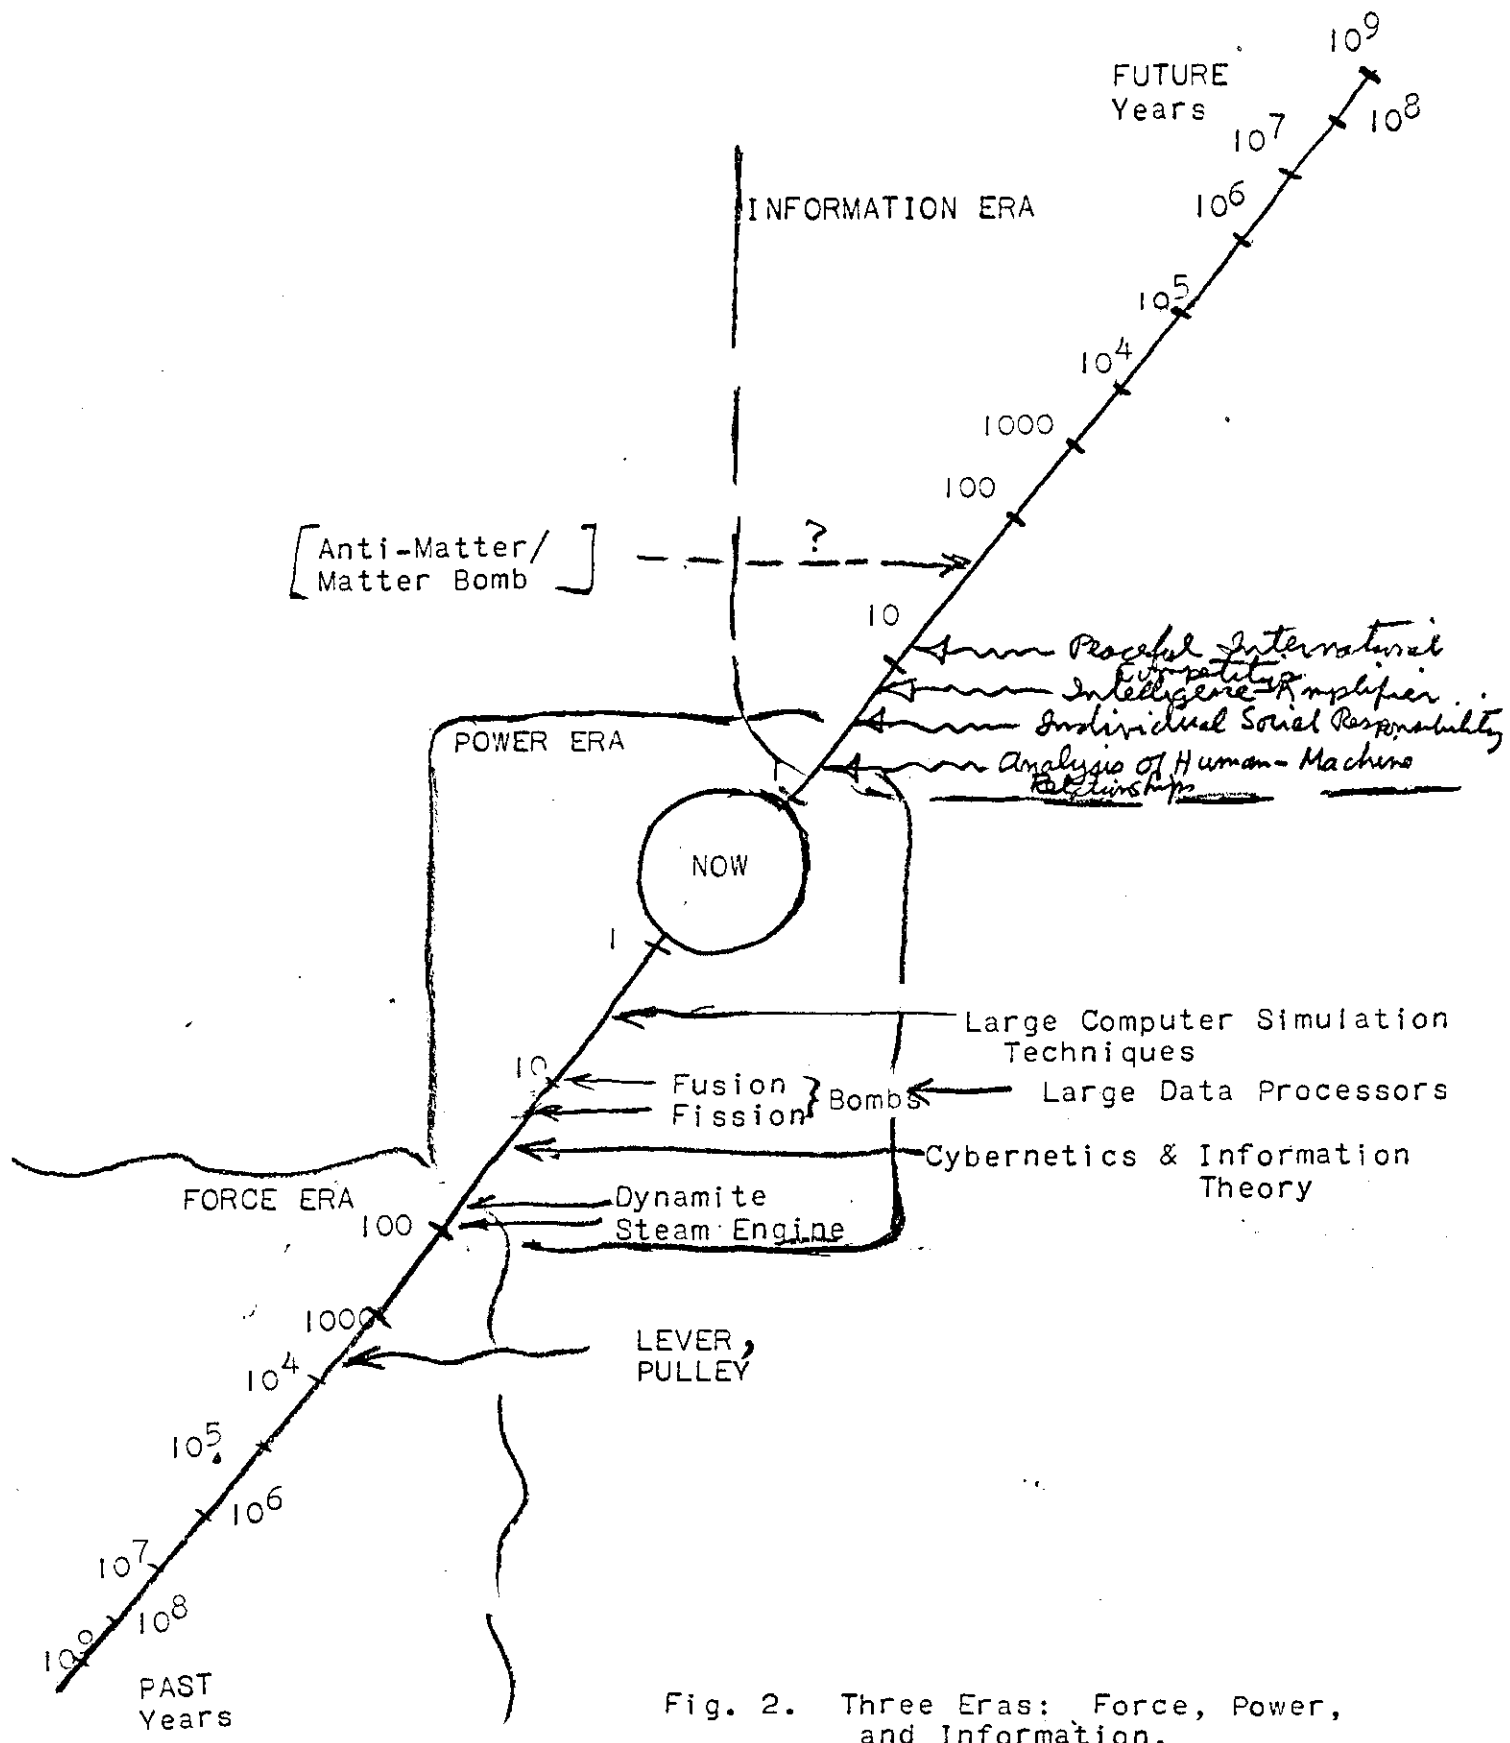 10⁹
FUTURE
Years
10⁸
10⁷
10⁶
INFORMATION ERA
10⁵
10⁴
1000
100
?
[Anti-Matter/
Matter Bomb]
10
Peaceful International
Competition
Intelligence Amplifier
Individual Social Responsibility
POWER ERA
Analysis of Human-Machine
Relationships
1
NOW
1
Large Computer Simulation
Techniques
10
Fusion
Fission
} Bombs
Large Data Processors
Cybernetics & Information
Theory
FORCE ERA
Dynamite
100
Steam Engine
1000
LEVER,
PULLEY
10⁴
10⁵
10⁶
10⁷
10⁸
10⁹
PAST
Years
Fig. 2. Three Eras: Force, Power,
and Information.